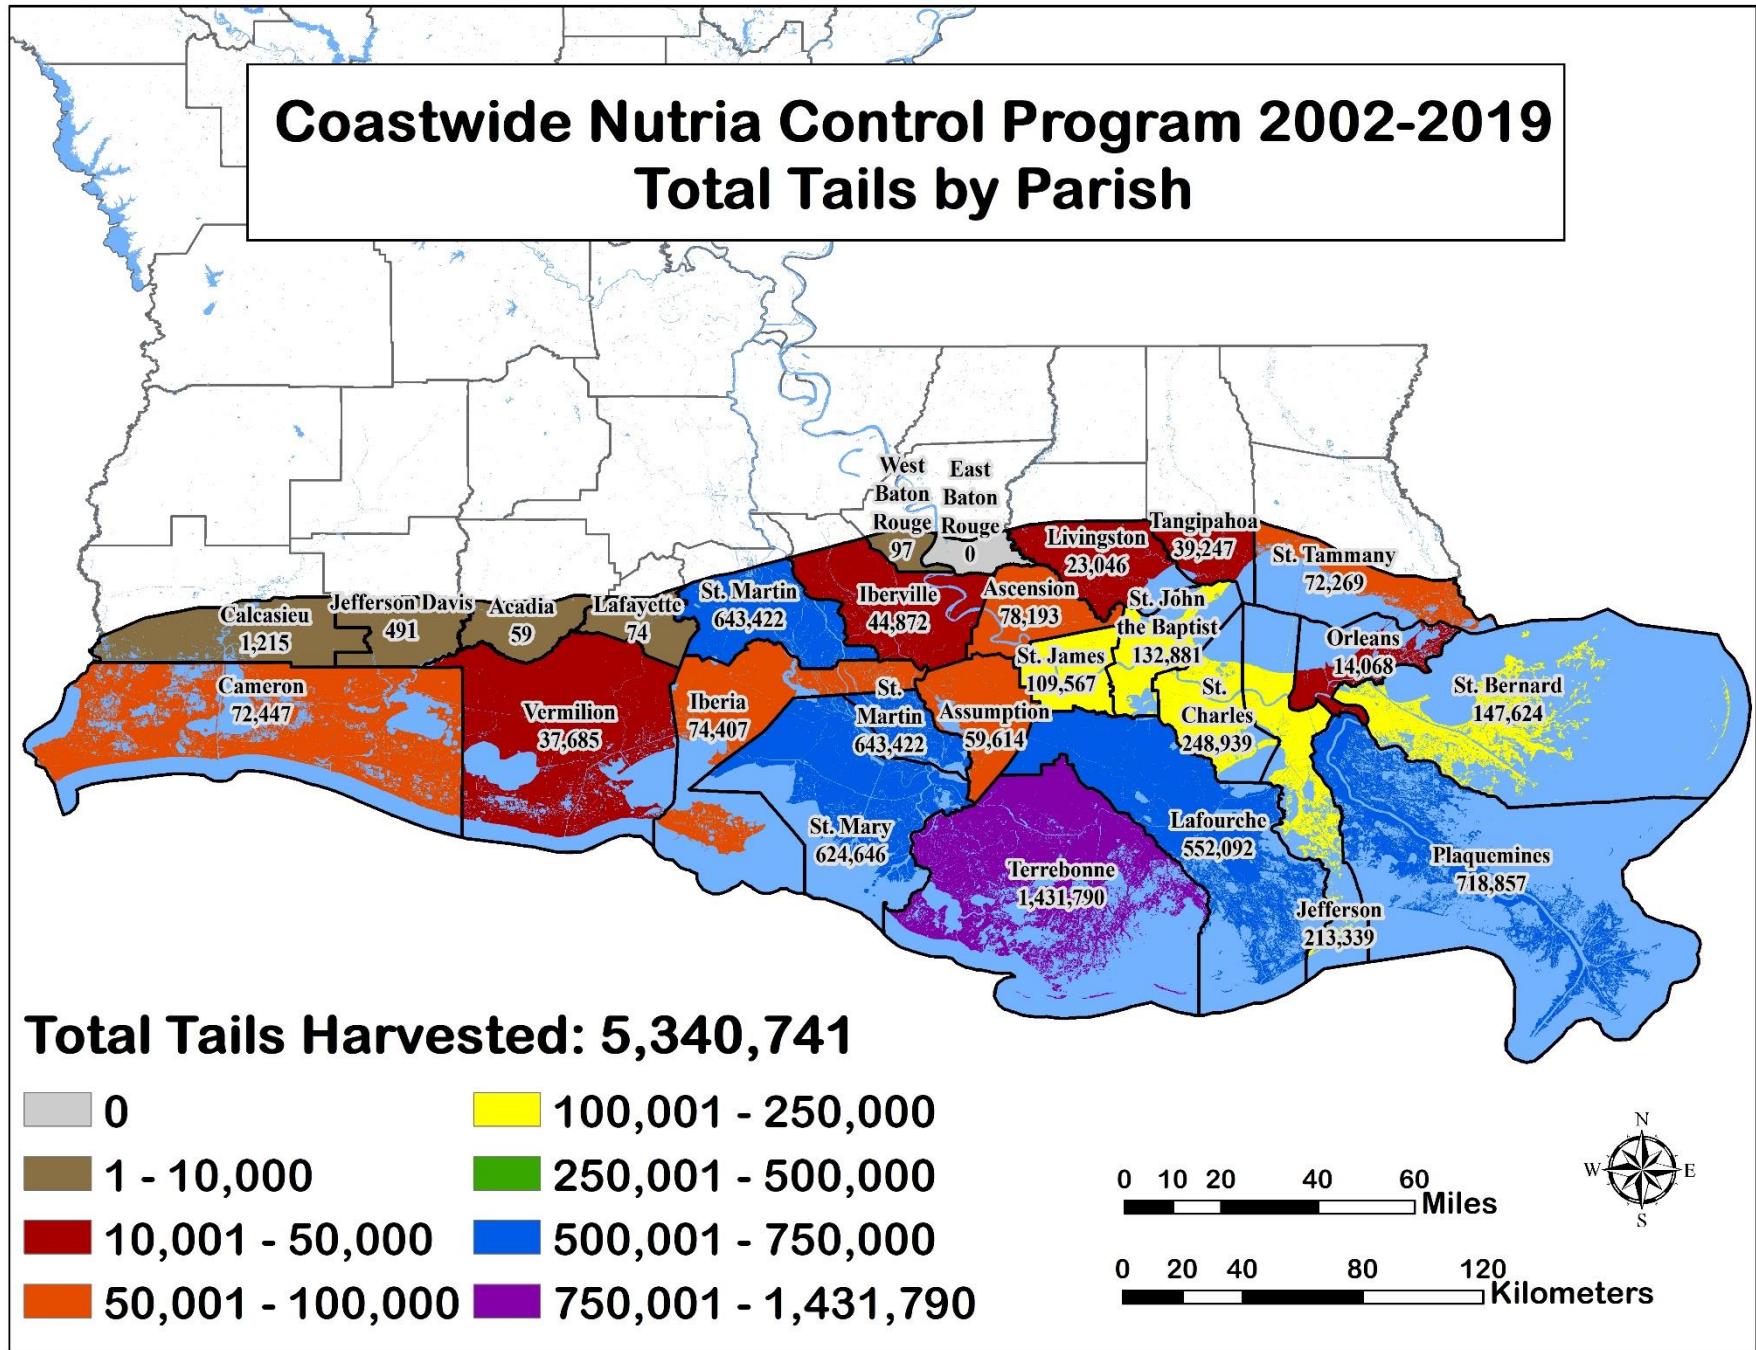 Coastwide Nutria Control Program 2002-2019
Total Tails by Parish
West
Baton
Rouge
97
East
Baton
Rouge
0
Livingston
23,046
Tangipahoa
39,247
St. Tammany
72,269
Calcasieu
1,215
Jefferson Davis
491
Acadia
59
Lafayette
74
St. Martin
643,422
Iberville
44,872
Ascension
78,193
St. John
the Baptist
132,881
St. James
109,567
Orleans
14,068
St. Bernard
147,624
Cameron
72,447
Vermilion
37,685
Iberia
74,407
St.
Martin
643,422
Assumption
59,614
St.
Charles
248,939
St. Mary
624,646
Terrebonne
1,431,790
Lafourche
552,092
Jefferson
213,339
Plaquemines
718,857
Total Tails Harvested: 5,340,741
0
1 - 10,000
10,001 - 50,000
50,001 - 100,000
100,001 - 250,000
250,001 - 500,000
500,001 - 750,000
750,001 - 1,431,790
0 10 20 40 60
Miles
0 20 40 80 120
Kilometers
N
W E
S